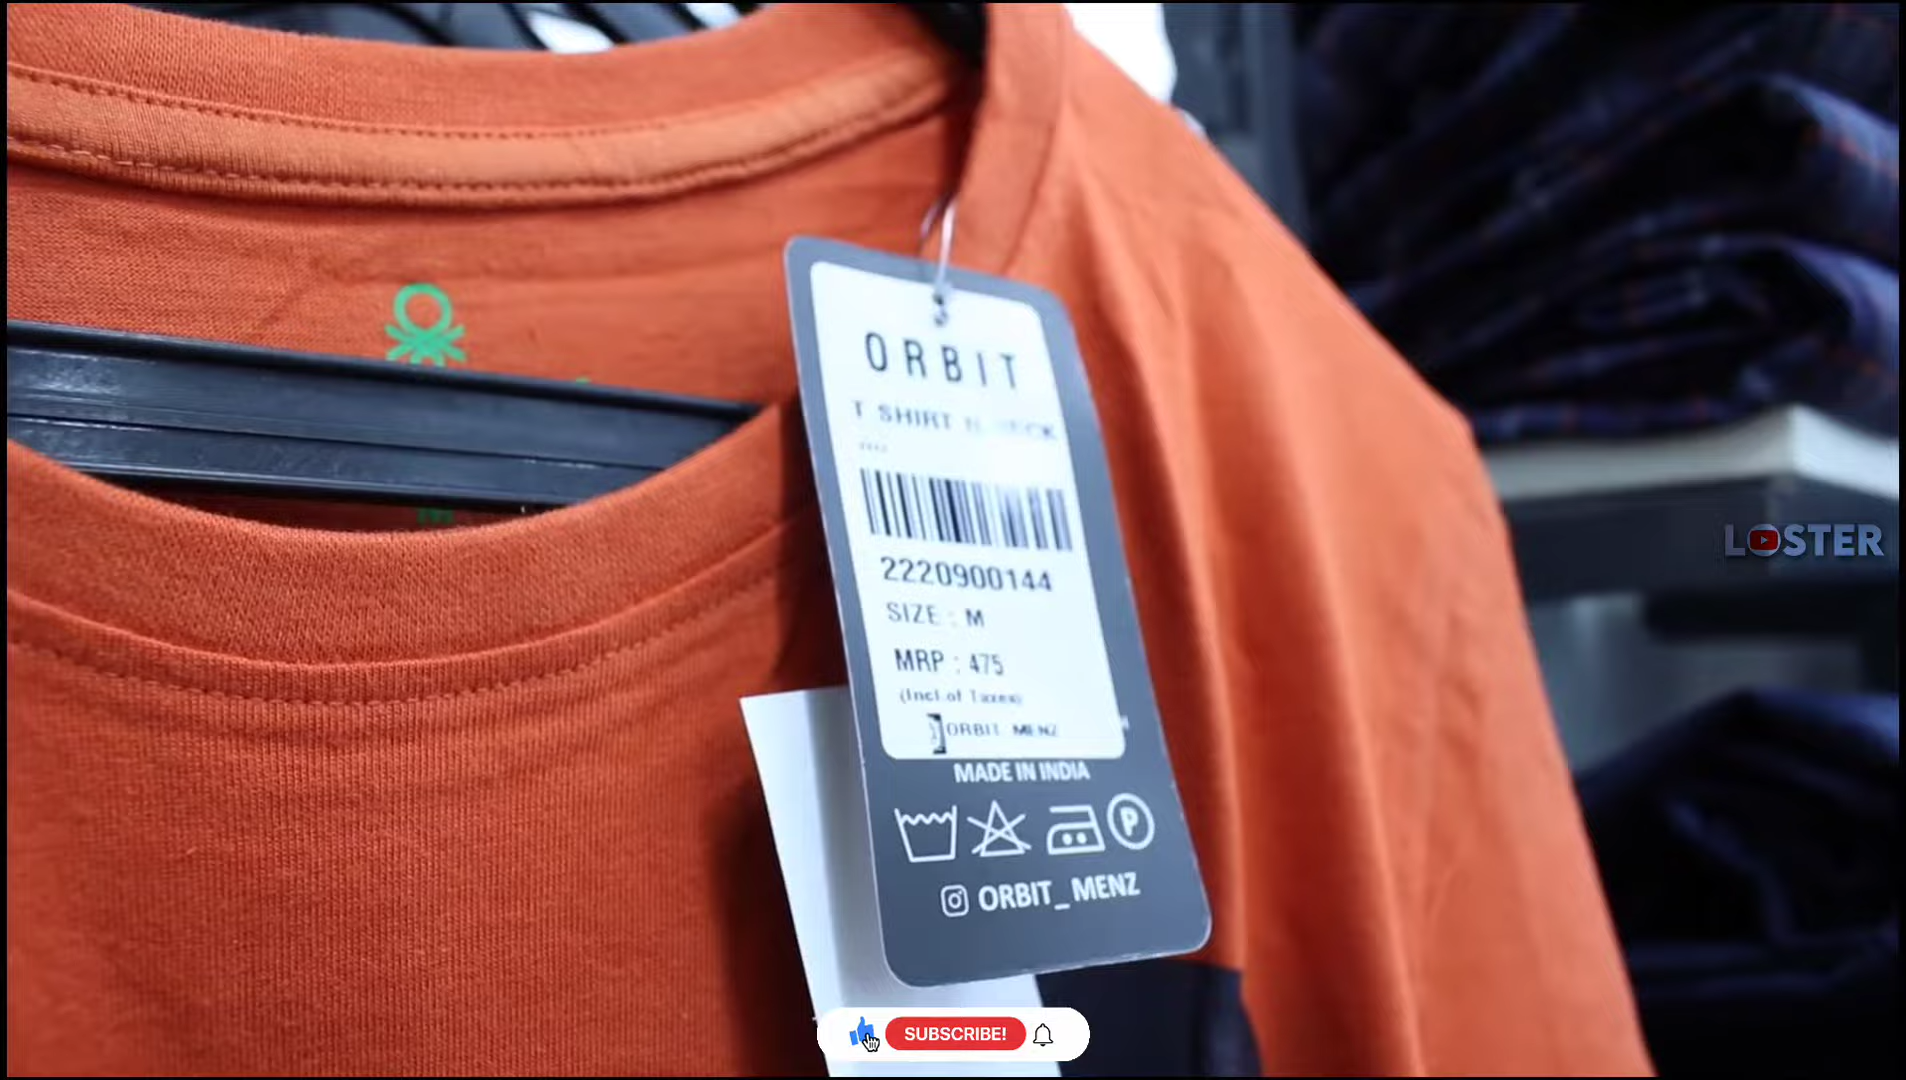 ORBIT
T SHIRT
2220900144
SIZE : M
MRP : 475
(Incl.of Taxes)
ORBIT MENZ
MADE IN INDIA
P
ORBIT_MENZ
LOSTER
SUBSCRIBE!